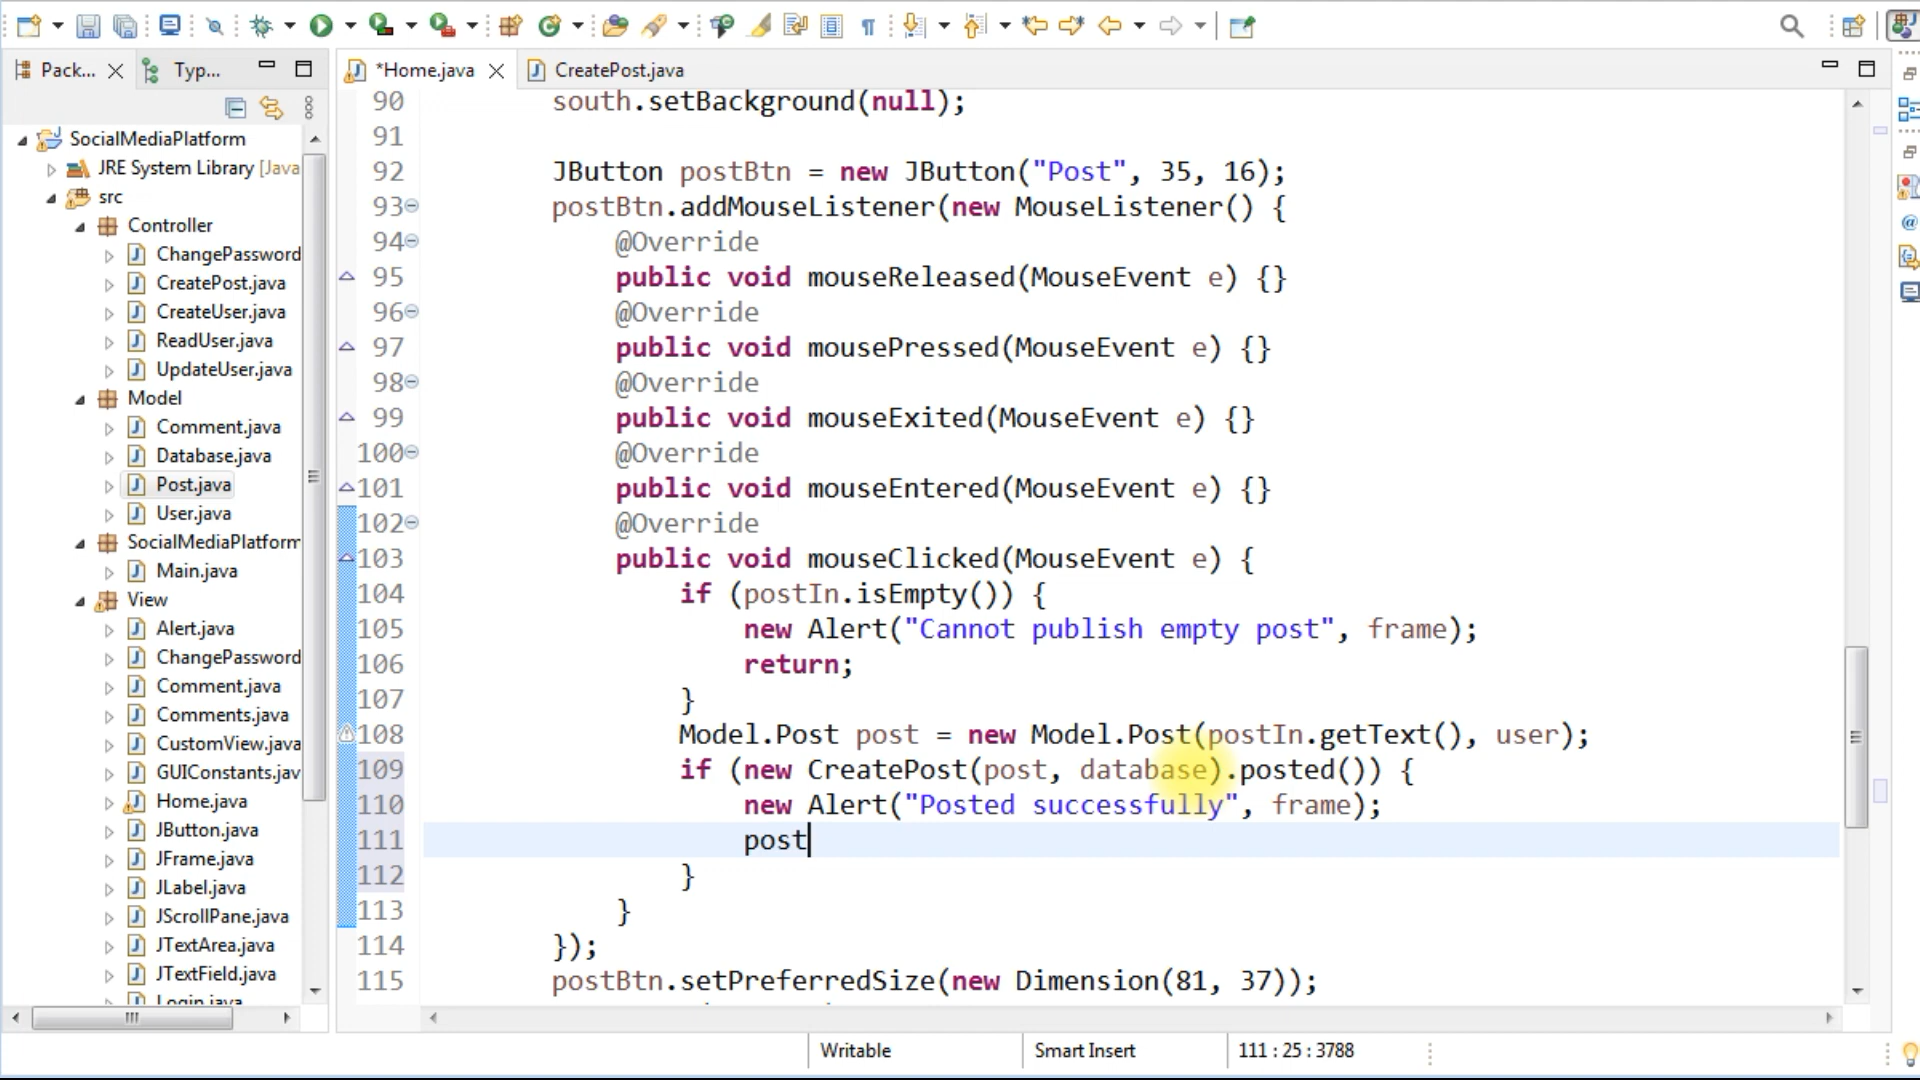 Pack...
Typ...
*Home.java
CreatePost.java
SocialMediaPlatform
JRE System Library [Java
src
Controller
ChangePassword
CreatePost.java
CreateUser.java
ReadUser.java
UpdateUser.java
Model
Comment.java
Database.java
Post.java
User.java
SocialMediaPlatform
Main.java
View
Alert.java
ChangePassword
Comment.java
Comments.java
CustomView.java
GUIConstants.jav
Home.java
JButton.java
JFrame.java
JLabel.java
JScrollPane.java
JTextArea.java
JTextField.java
Login.java
90 south.setBackground(null);
91
92 JButton postBtn = new JButton("Post", 35, 16);
93 postBtn.addMouseListener(new MouseListener() {
94 @Override
95 public void mouseReleased(MouseEvent e) {}
96 @Override
97 public void mousePressed(MouseEvent e) {}
98 @Override
99 public void mouseExited(MouseEvent e) {}
100 @Override
101 public void mouseEntered(MouseEvent e) {}
102 @Override
103 public void mouseClicked(MouseEvent e) {
104 if (postIn.isEmpty()) {
105 new Alert("Cannot publish empty post", frame);
106 return;
107 }
108 Model.Post post = new Model.Post(postIn.getText(), user);
109 if (new CreatePost(post, database).posted()) {
110 new Alert("Posted successfully", frame);
111 post
112 }
113 }
114 });
115 postBtn.setPreferredSize(new Dimension(81, 37));
Writable
Smart Insert
111 : 25 : 3788